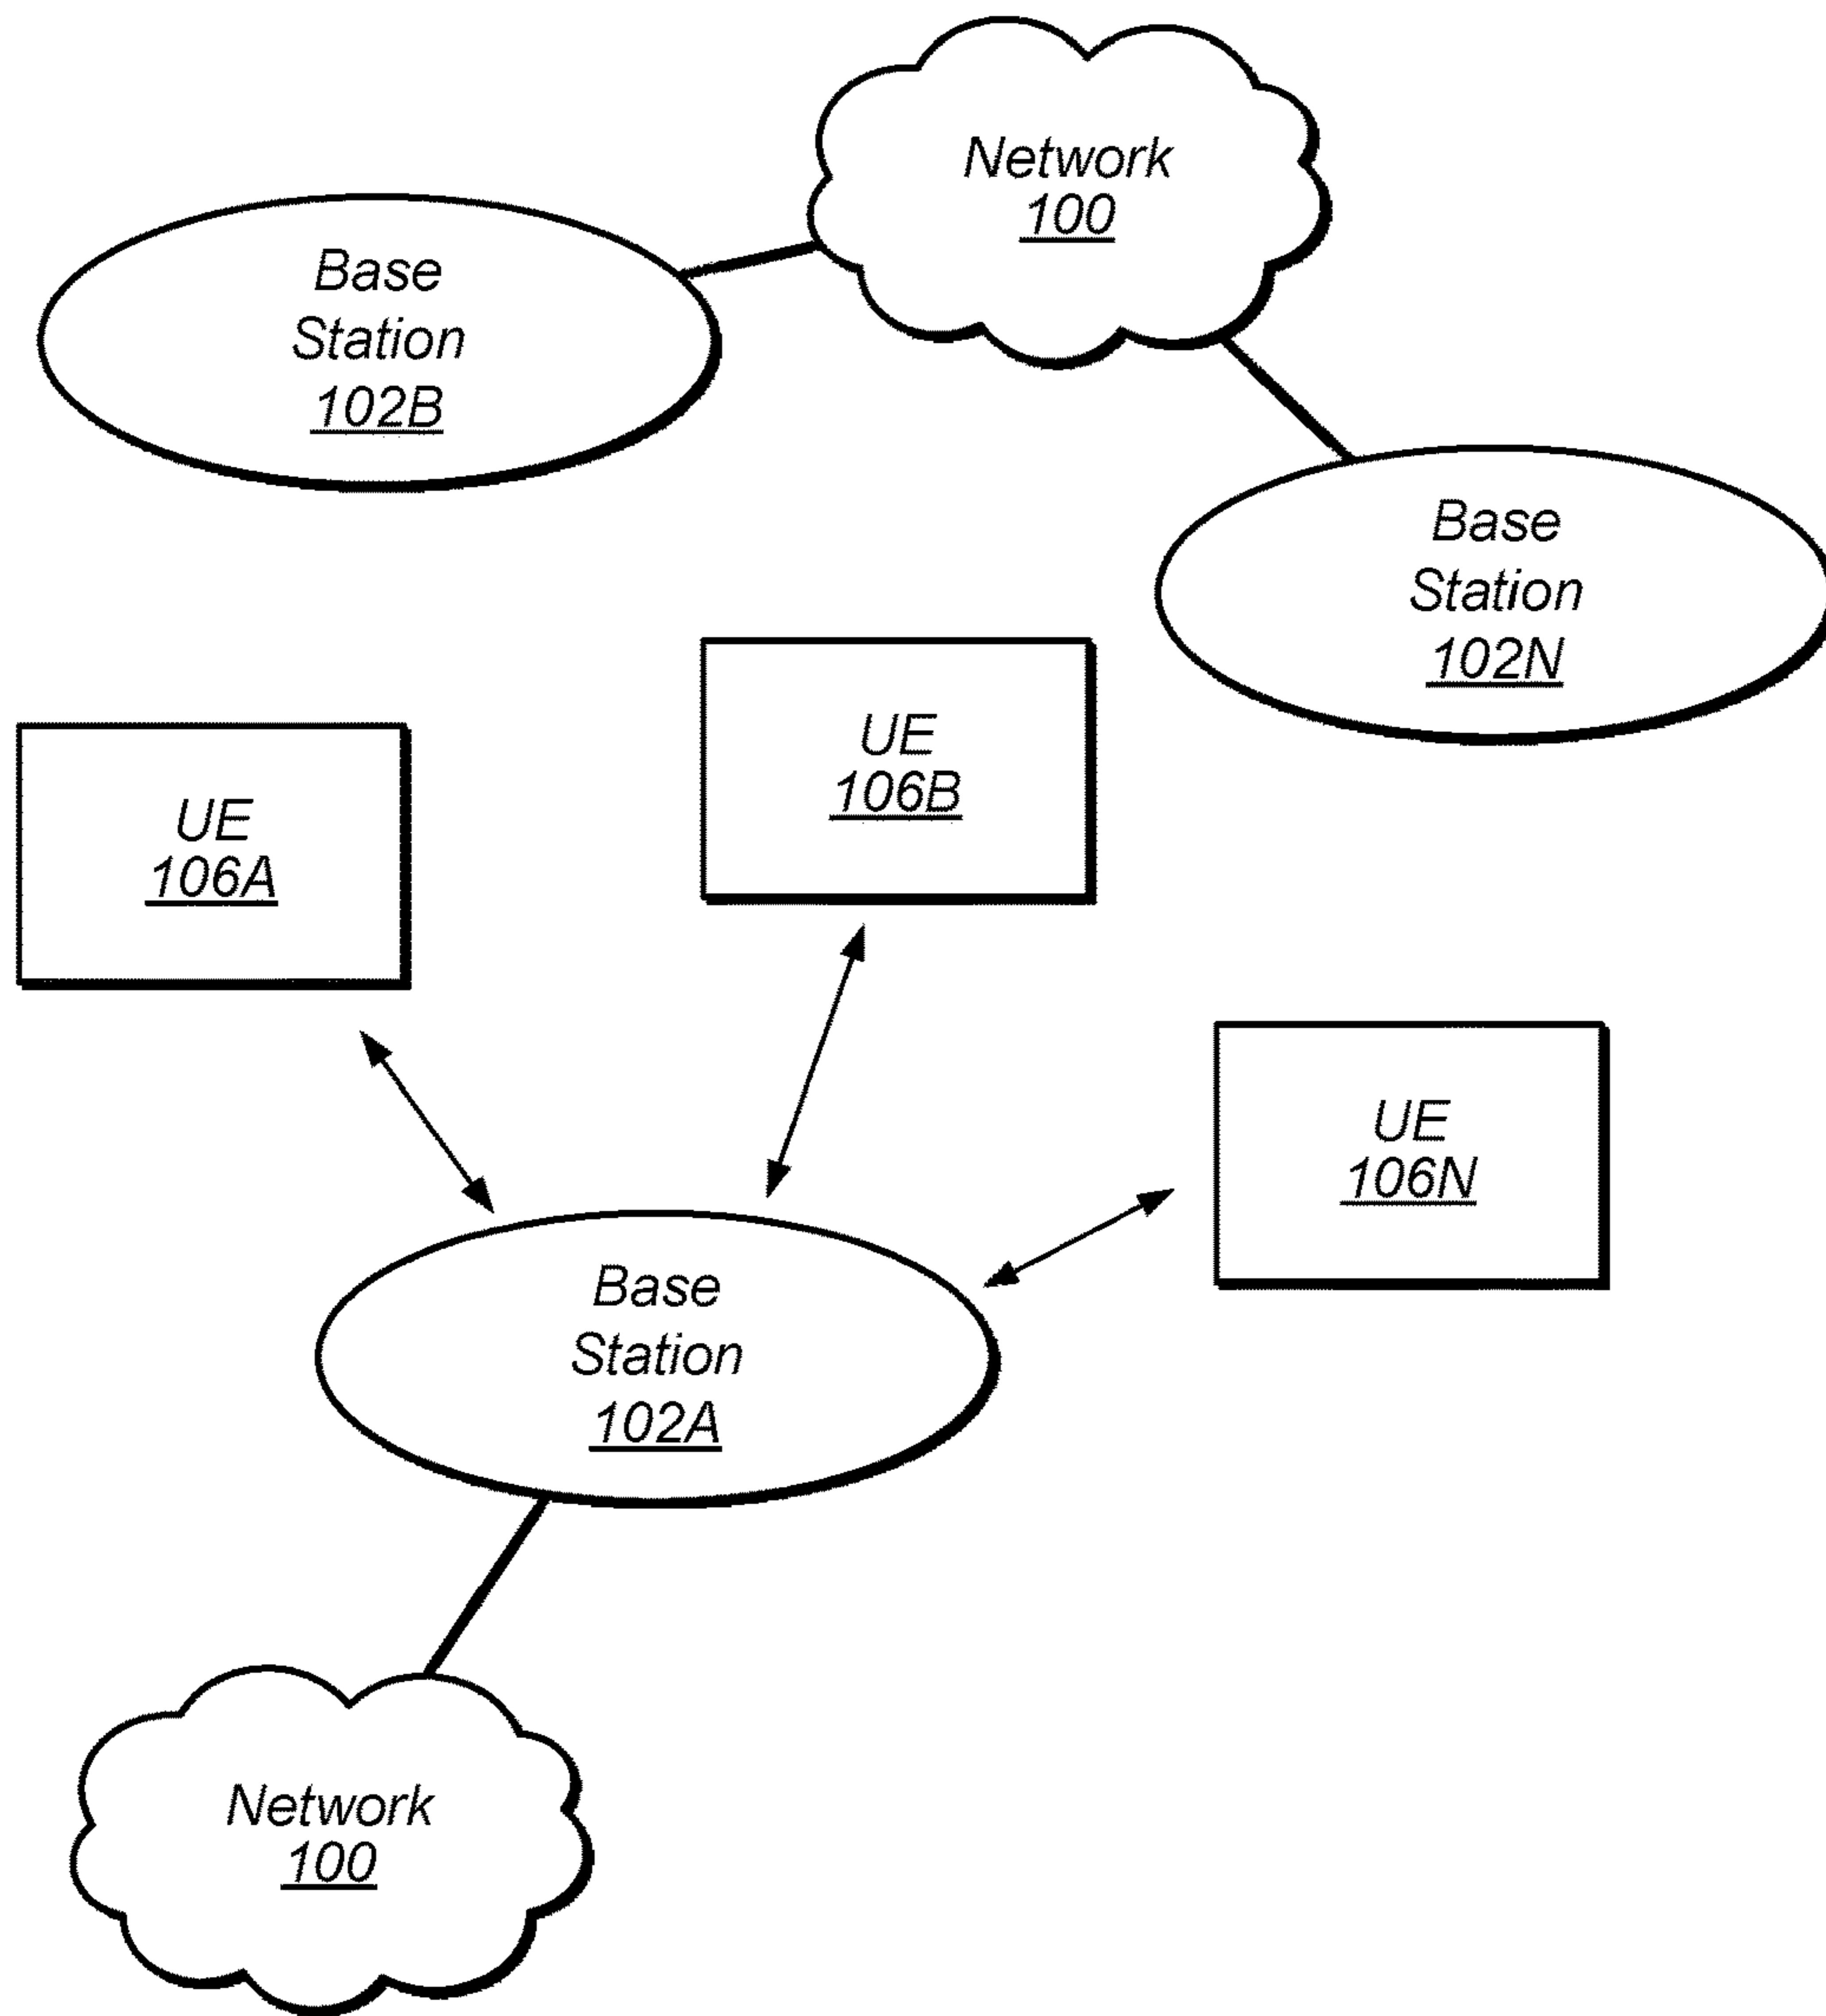 Network
100
Base
Station
102B
Base
Station
102N
UE
106B
UE
106A
UE
106N
Base
Station
102A
Network
100